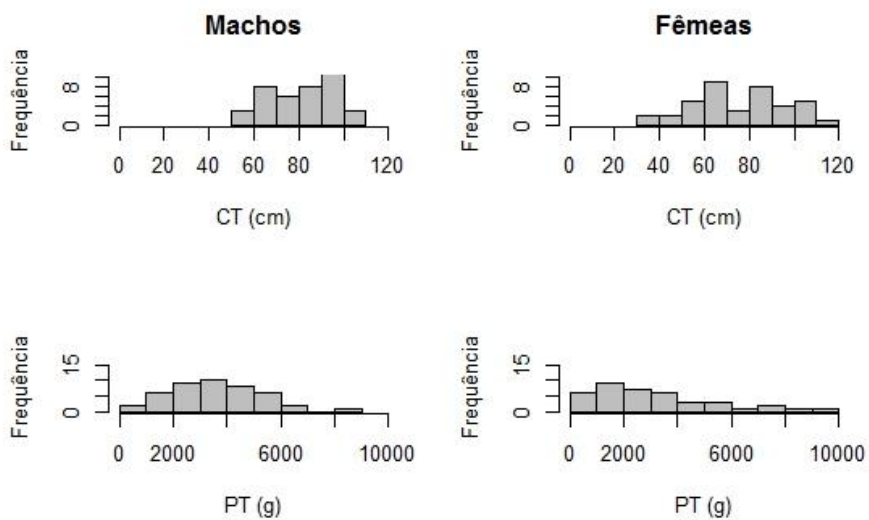 Machos
Fêmeas
Frequência
0 8
0 20 40 60 80 120
CT (cm)
Frequência
0 8
0 20 40 60 80 120
CT (cm)
Frequência
0 15
0 2000 6000 10000
PT (g)
Frequência
0 15
0 2000 6000 10000
PT (g)